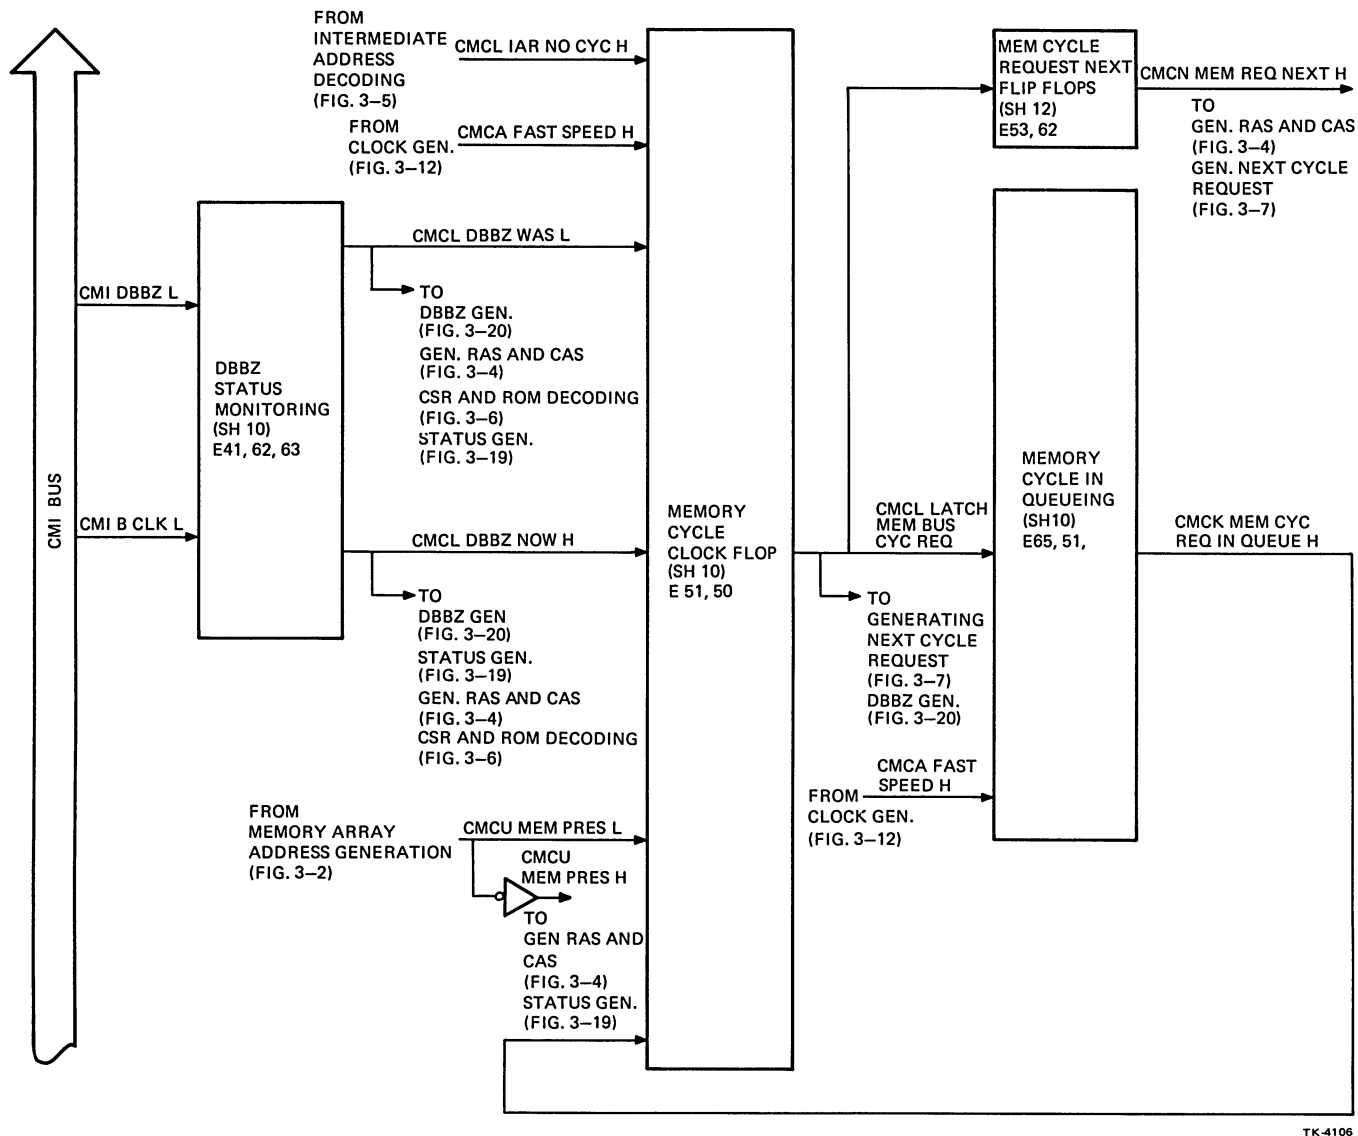 FROM
INTERMEDIATE
ADDRESS
DECODING
(FIG. 3–5)
CMCL IAR NO CYC H
FROM
CLOCK GEN.
(FIG. 3–12)
CMCA FAST SPEED H
MEM CYCLE
REQUEST NEXT
FLIP FLOPS
(SH 12)
E53, 62
CMCN MEM REQ NEXT H
TO
GEN. RAS AND CAS
(FIG. 3–4)
GEN. NEXT CYCLE
REQUEST
(FIG. 3–7)
CMI BUS
CMI DBBZ L
CMI B CLK L
DBBZ
STATUS
MONITORING
(SH 10)
E41, 62, 63
CMCL DBBZ WAS L
TO
DBBZ GEN.
(FIG. 3–20)
GEN. RAS AND CAS
(FIG. 3–4)
CSR AND ROM DECODING
(FIG. 3–6)
STATUS GEN.
(FIG. 3–19)
CMCL DBBZ NOW H
TO
DBBZ GEN
(FIG. 3–20)
STATUS GEN.
(FIG. 3–19)
GEN. RAS AND CAS
(FIG. 3–4)
CSR AND ROM DECODING
(FIG. 3–6)
MEMORY
CYCLE
CLOCK FLOP
(SH 10)
E 51, 50
CMCL LATCH
MEM BUS
CYC REQ
TO
GENERATING
NEXT CYCLE
REQUEST
(FIG. 3–7)
DBBZ GEN.
(FIG. 3–20)
MEMORY
CYCLE IN
QUEUEING
(SH10)
E65, 51,
CMCK MEM CYC
REQ IN QUEUE H
CMCA FAST
SPEED H
FROM
CLOCK GEN.
(FIG. 3–12)
FROM
MEMORY ARRAY
ADDRESS GENERATION
(FIG. 3–2)
CMCU MEM PRES L
CMCU
MEM PRES H
TO
GEN RAS AND
CAS
(FIG. 3–4)
STATUS GEN.
(FIG. 3–19)
TK-4106